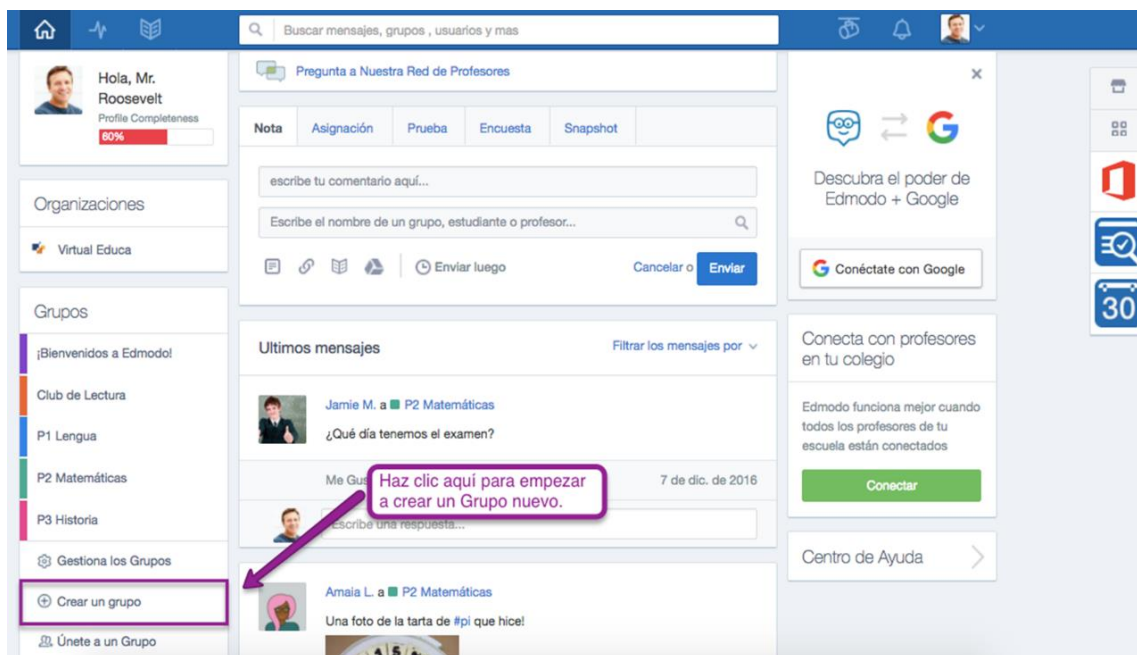 Buscar mensajes, grupos , usuarios y mas
Hola, Mr.
Roosevelt
Profile Completeness
60%
Organizaciones
Virtual Educa
Grupos
¡Bienvenidos a Edmodo!
Club de Lectura
P1 Lengua
P2 Matemáticas
P3 Historia
Gestiona los Grupos
Crear un grupo
Únete a un Grupo
Pregunta a Nuestra Red de Profesores
Nota Asignación Prueba Encuesta Snapshot
escribe tu comentario aquí...
Escribe el nombre de un grupo, estudiante o profesor...
Enviar luego Cancelar o Enviar
Ultimos mensajes Filtrar los mensajes por
Jamie M. a P2 Matemáticas
¿Qué día tenemos el examen?
Me Gus 7 de dic. de 2016
Haz clic aquí para empezar
a crear un Grupo nuevo.
Escribe una respuesta...
Amaia L. a P2 Matemáticas
Una foto de la tarta de #pi que hice!
Descubra el poder de
Edmodo + Google
G Conéctate con Google
Conecta con profesores
en tu colegio
Edmodo funciona mejor cuando
todos los profesores de tu
escuela están conectados
Conectar
Centro de Ayuda
30